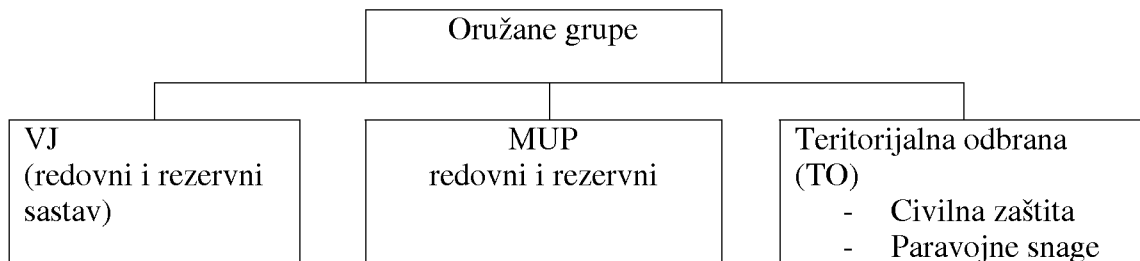 Oružane grupe
VJ
(redovni i rezervni
sastav)
MUP
redovni i rezervni
Teritorijalna odbrana
(TO)
- Civilna zaštita
- Paravojne snage